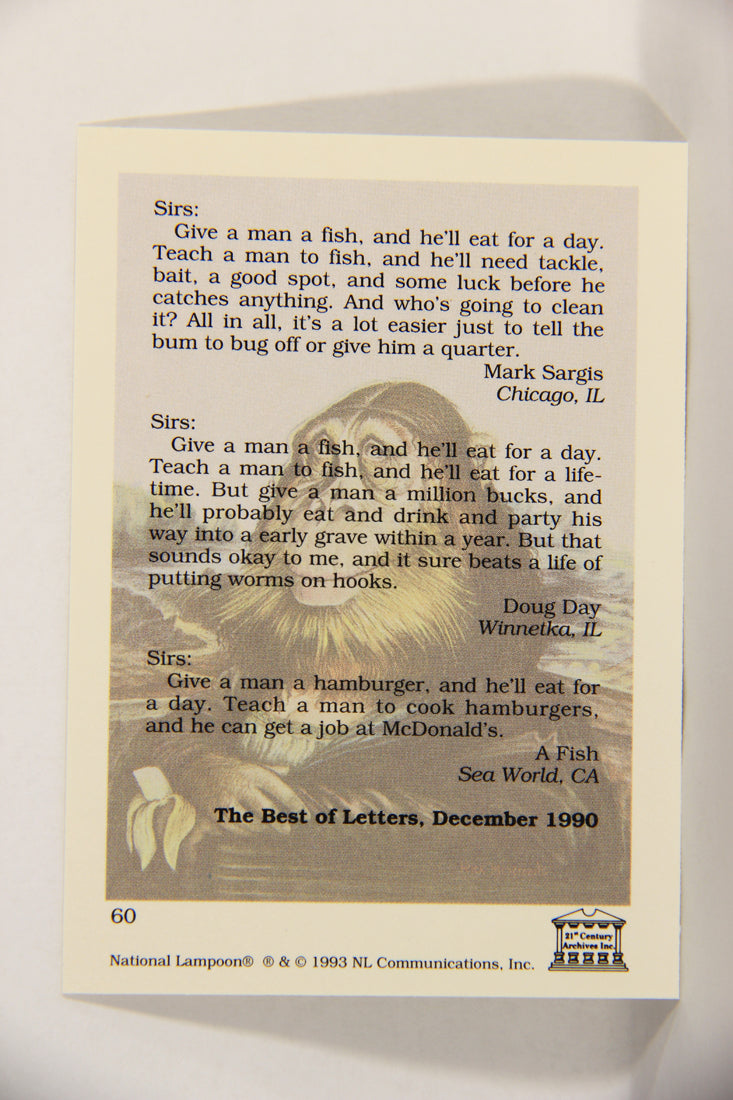 Sirs:
Give a man a fish, and he'll eat for a day.
Teach a man to fish, and he'll need tackle,
bait, a good spot, and some luck before he
catches anything. And who's going to clean
it? All in all, it's a lot easier just to tell the
bum to bug off or give him a quarter.
Mark Sargis
Chicago, IL
Sirs:
Give a man a fish, and he'll eat for a day.
Teach a man to fish, and he'll eat for a life-
time. But give a man a million bucks, and
he'll probably eat and drink and party his
way into a early grave within a year. But that
sounds okay to me, and it sure beats a life of
putting worms on hooks.
Doug Day
Winnetka, IL
Sirs:
Give a man a hamburger, and he'll eat for
a day. Teach a man to cook hamburgers,
and he can get a job at McDonald's.
A Fish
Sea World, CA
The Best of Letters, December 1990
60
21st Century
Archives Inc.
National Lampoon® ® & © 1993 NL Communications, Inc.